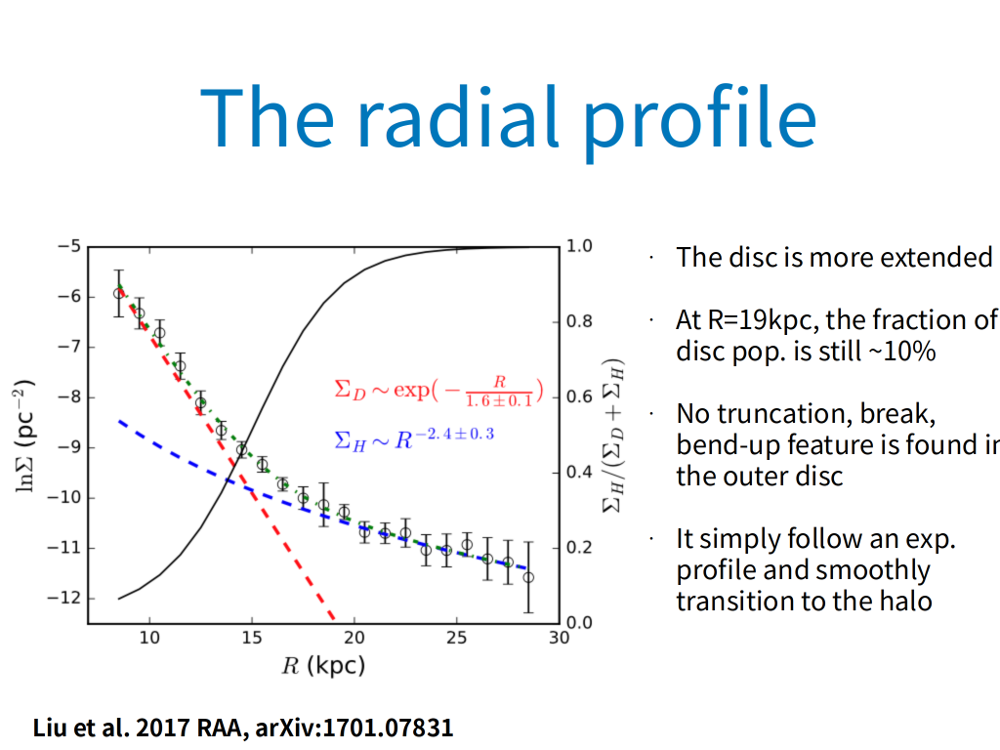 The radial profile
−5
−6
−7
−8
−9
−10
−11
−12
lnΣ (pc⁻²)
10
15
20
25
30
R (kpc)
1.0
0.8
0.6
0.4
0.2
0.0
Σ_H/(Σ_D + Σ_H)
Σ_D ~ exp(− R/1.6±0.1)
Σ_H ~ R^−2.4±0.3
· The disc is more extended
· At R=19kpc, the fraction of
disc pop. is still ~10%
· No truncation, break,
bend-up feature is found in
the outer disc
· It simply follow an exp.
profile and smoothly
transition to the halo
Liu et al. 2017 RAA, arXiv:1701.07831